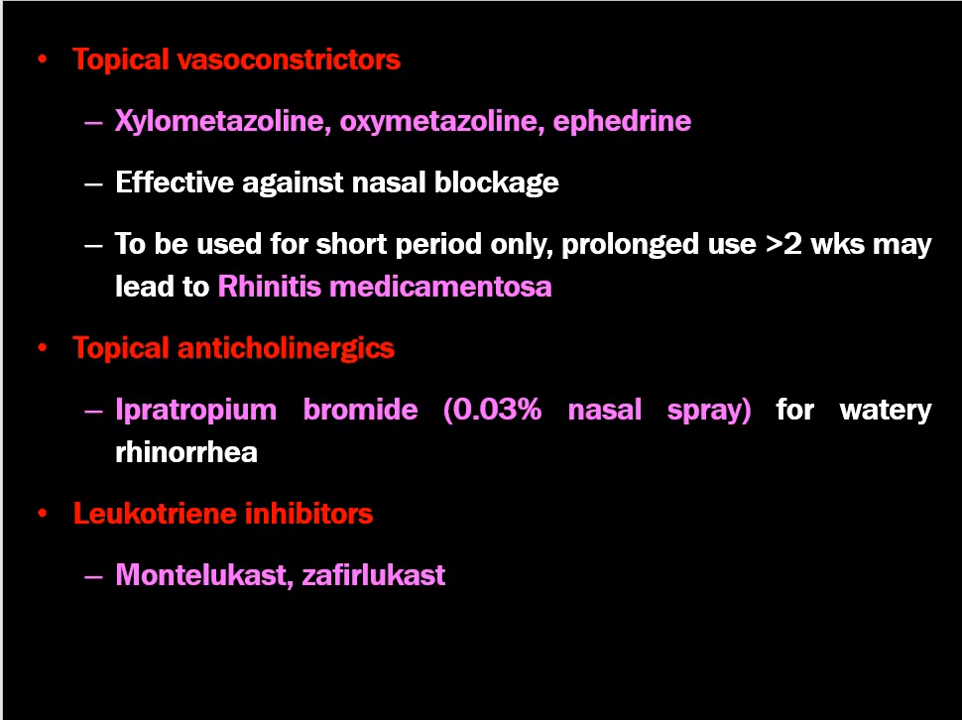 • Topical vasoconstrictors
– Xylometazoline, oxymetazoline, ephedrine
– Effective against nasal blockage
– To be used for short period only, prolonged use >2 wks may
lead to Rhinitis medicamentosa
• Topical anticholinergics
– Ipratropium bromide (0.03% nasal spray) for watery
rhinorrhea
• Leukotriene inhibitors
– Montelukast, zafirlukast